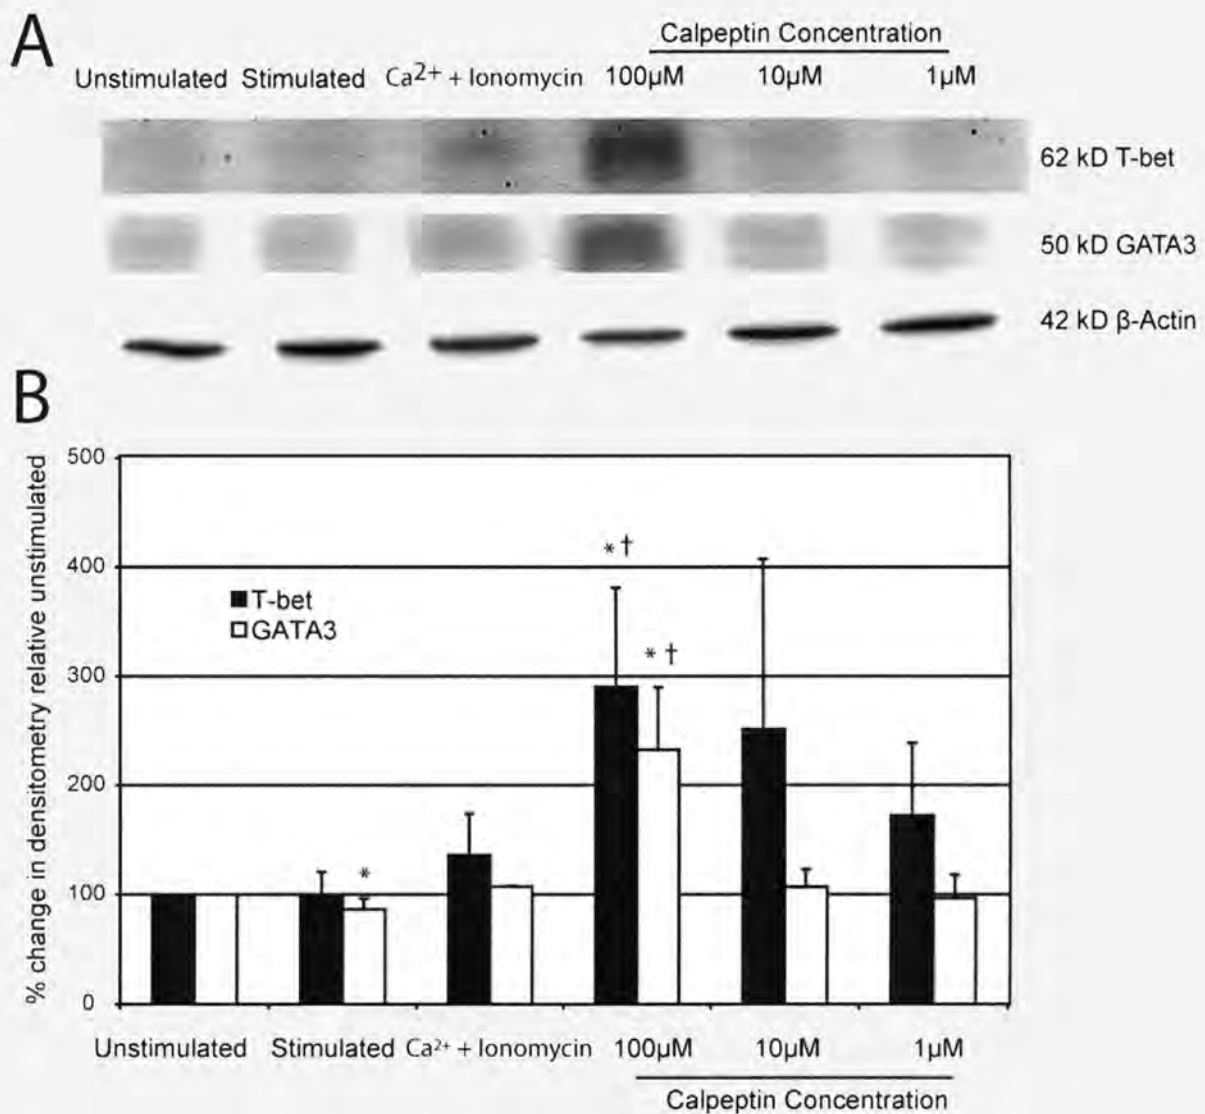 A
Calpeptin Concentration
Unstimulated Stimulated Ca²⁺ + Ionomycin 100µM 10µM 1µM
62 kD T-bet
50 kD GATA3
42 kD β-Actin
B
% change in densitometry relative unstimulated
500
400
300
200
100
0
T-bet
GATA3
*
*†
*†
Unstimulated Stimulated Ca²⁺ + Ionomycin 100µM 10µM 1µM
Calpeptin Concentration